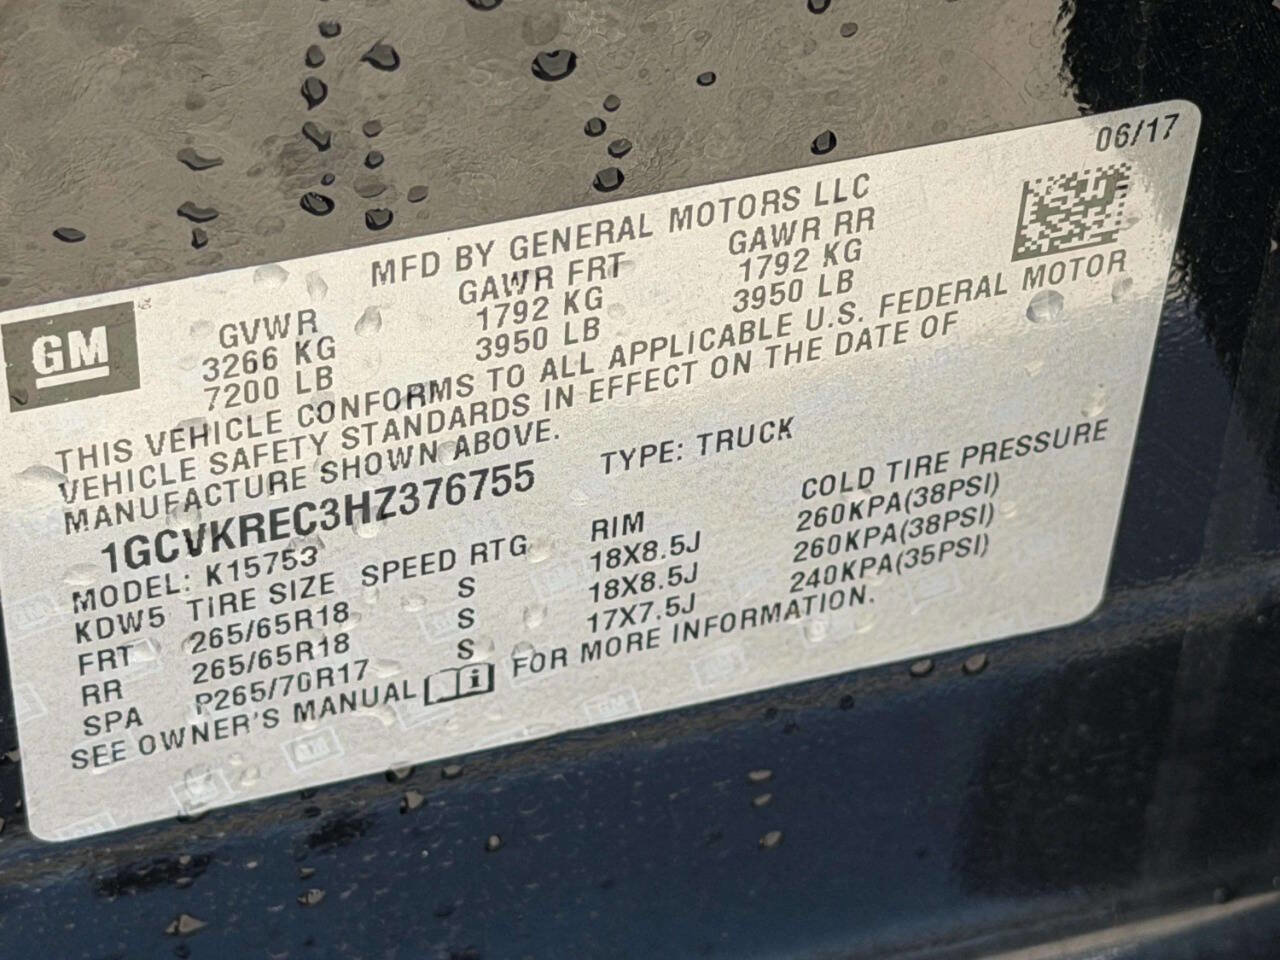 06/17
MFD BY GENERAL MOTORS LLC
GM
GVWR GAWR FRT GAWR RR
3266 KG 1792 KG 1792 KG
7200 LB 3950 LB 3950 LB
THIS VEHICLE CONFORMS TO ALL APPLICABLE U.S. FEDERAL MOTOR
VEHICLE SAFETY STANDARDS IN EFFECT ON THE DATE OF
MANUFACTURE SHOWN ABOVE.
1GCVKREC3HZ376755 TYPE: TRUCK
MODEL: K15753
KDW5 TIRE SIZE SPEED RTG RIM COLD TIRE PRESSURE
FRT 265/65R18 S 18X8.5J 260KPA(38PSI)
RR 265/65R18 S 18X8.5J 260KPA(38PSI)
SPA P265/70R17 S 17X7.5J 240KPA(35PSI)
SEE OWNER'S MANUAL i FOR MORE INFORMATION.